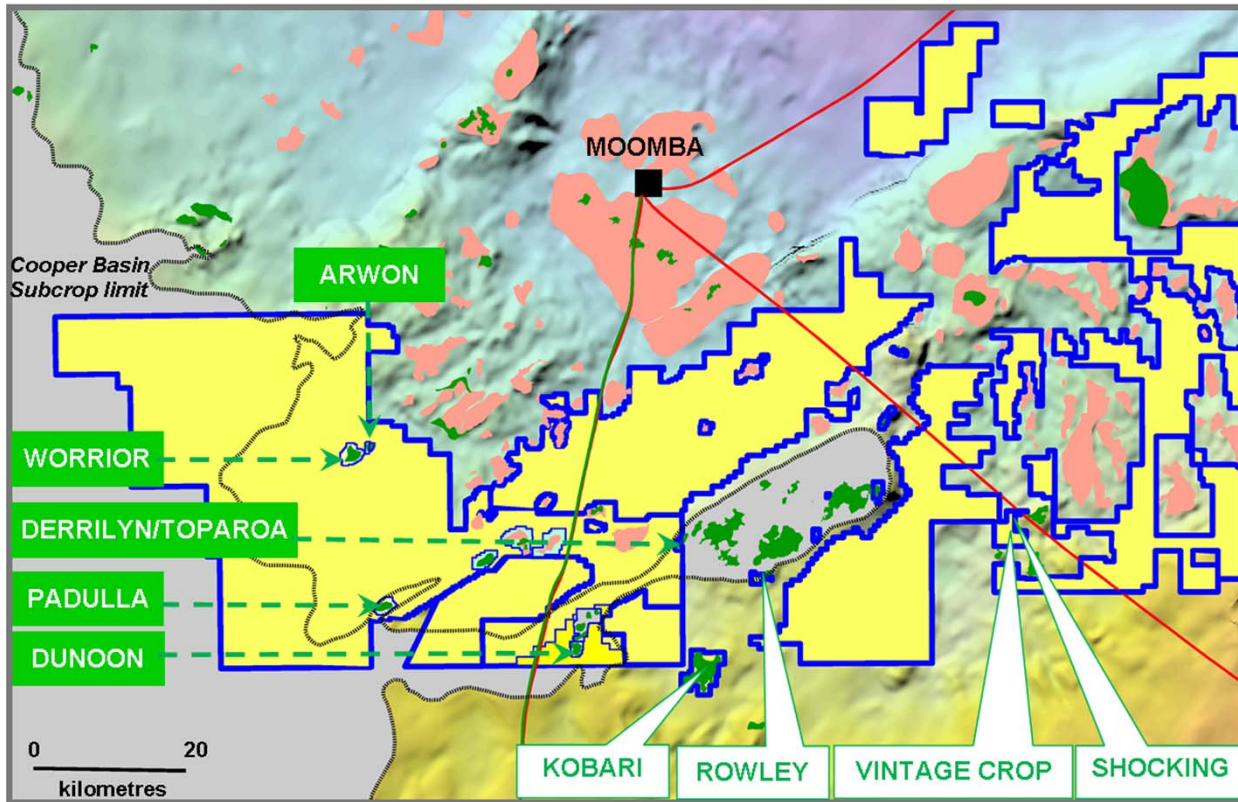 MOOMBA
Cooper Basin
Subcrop limit
ARWON
WORRIOR
DERRILYN/TOPAROA
PADULLA
DUNOON
0 20
kilometres
KOBARI
ROWLEY
VINTAGE CROP
SHOCKING